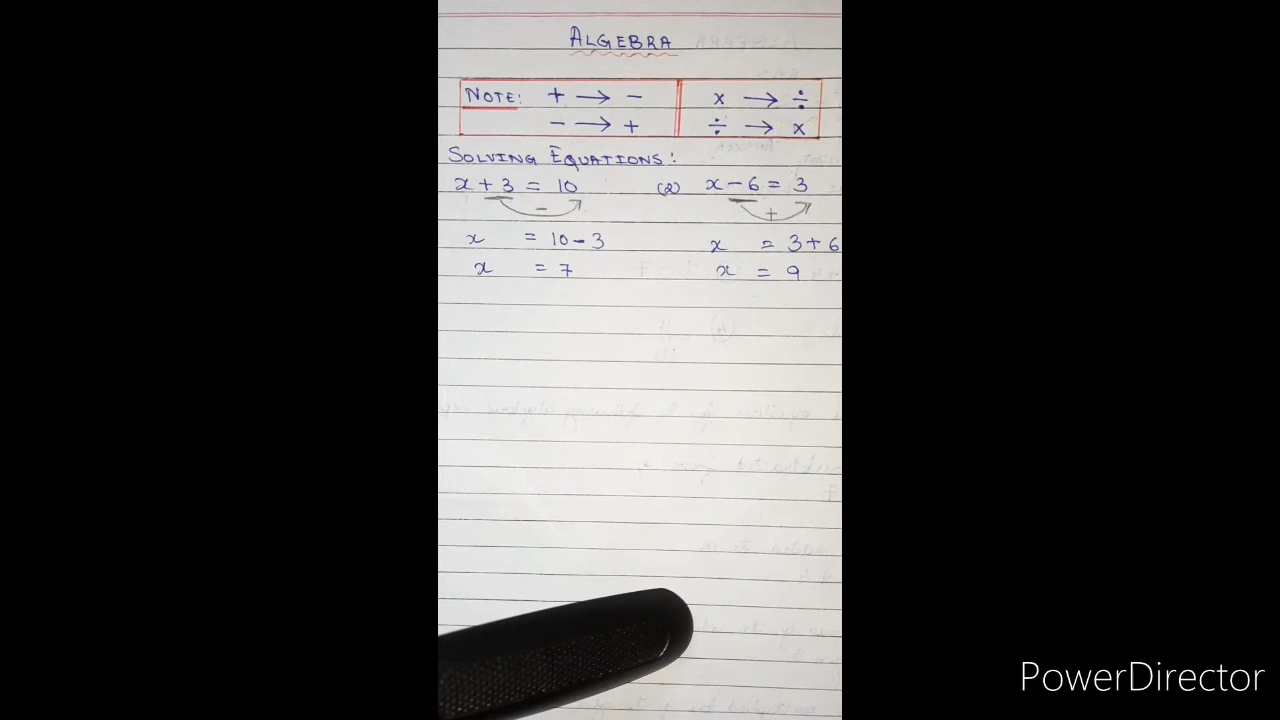 ALGEBRA
NOTE: + → − x → ÷
− → + ÷ → x
SOLVING EQUATIONS:
x + 3 = 10 (2) x − 6 = 3
− +
x = 10 − 3 x = 3 + 6
x = 7 x = 9
PowerDirector